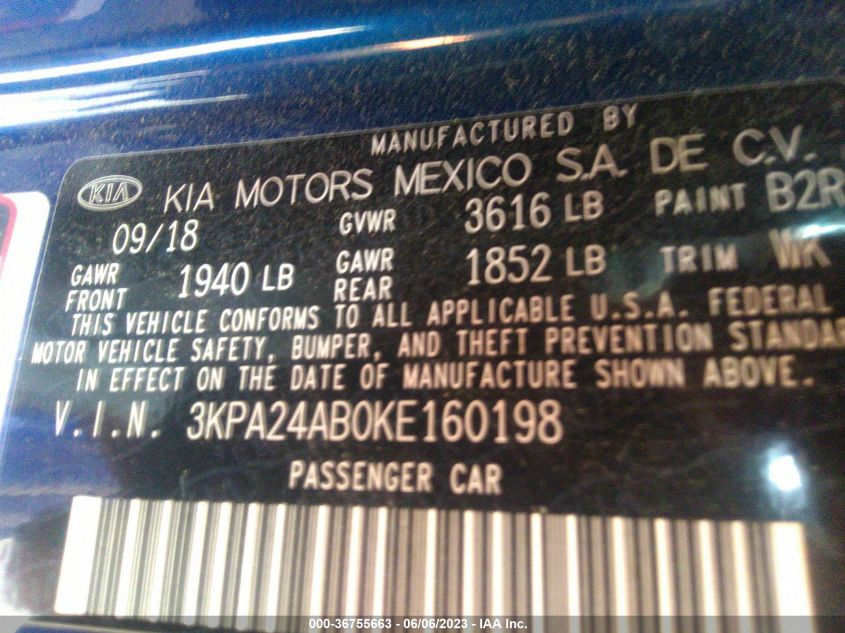 MANUFACTURED BY
KIA KIA MOTORS MEXICO S.A. DE C.V.
09/18 GVWR 3616 LB PAINT B2R
GAWR FRONT 1940 LB GAWR REAR 1852 LB TRIM WK
THIS VEHICLE CONFORMS TO ALL APPLICABLE U.S.A. FEDERAL
MOTOR VEHICLE SAFETY, BUMPER, AND THEFT PREVENTION STANDAR
IN EFFECT ON THE DATE OF MANUFACTURE SHOWN ABOVE.
V.I.N. 3KPA24AB0KE160198
PASSENGER CAR
000-36755663 - 06/06/2023 - IAA Inc.